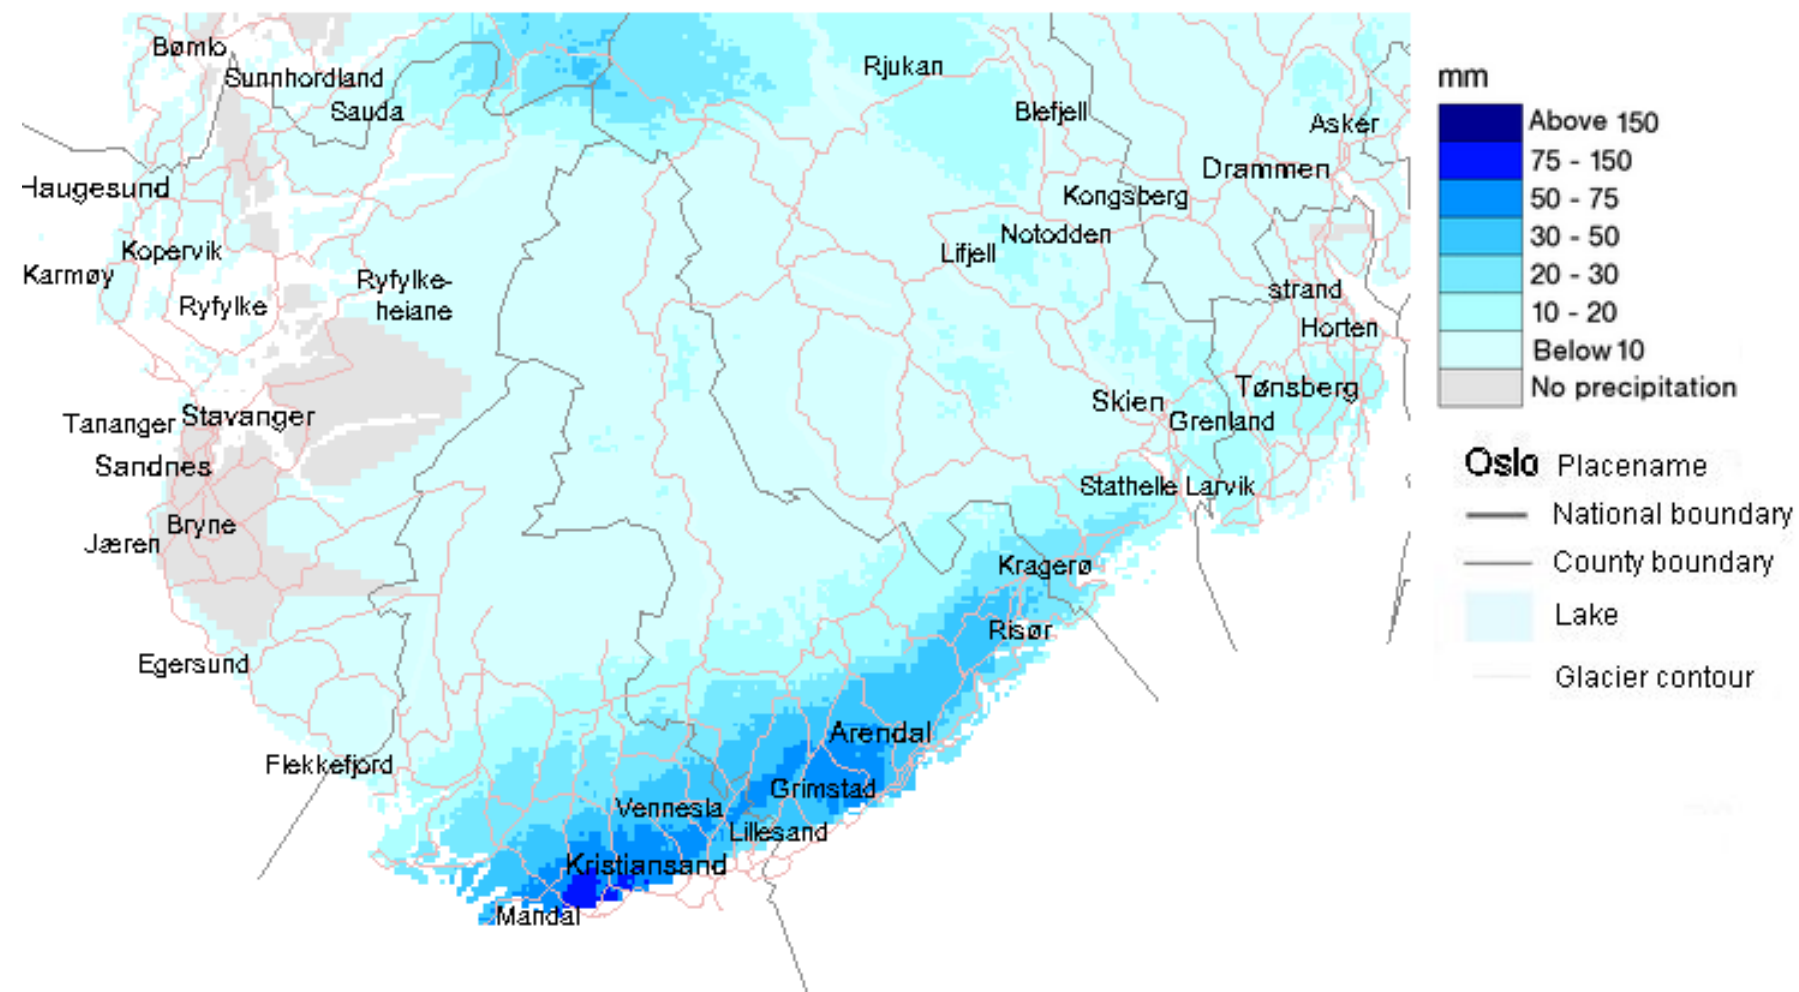 Bømlo
Sunnhordland
Sauda
Rjukan
Blefjell
Asker
Drammen
Haugesund
Kongsberg
Kopervik
Notodden
Lifjell
Karmøy
Ryfylke
Ryfylke-
heiane
strand
Horten
Tønsberg
Skien
Grenland
Tananger
Stavanger
Sandnes
Stathelle
Larvik
Bryne
Jæren
Kragerø
Risør
Egersund
Arendal
Flekkefjord
Grimstad
Vennesla
Lillesand
Kristiansand
Mandal
mm
Above 150
75 - 150
50 - 75
30 - 50
20 - 30
10 - 20
Below 10
No precipitation
Oslo Placename
National boundary
County boundary
Lake
Glacier contour